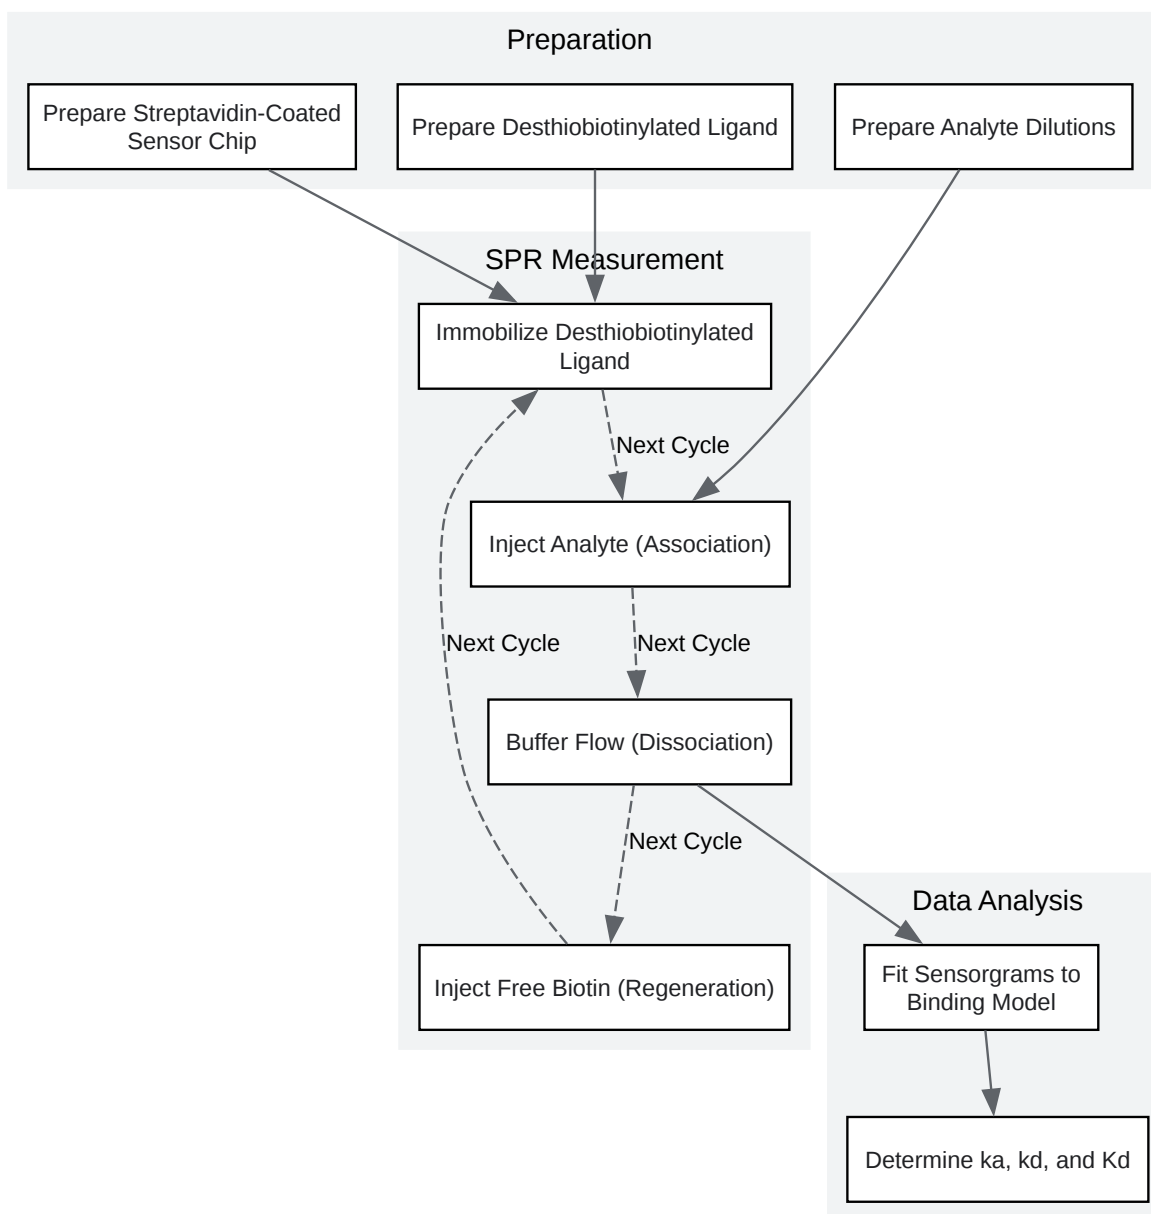 Preparation
Prepare Streptavidin-Coated
Sensor Chip
Prepare Desthiobiotinylated Ligand
Prepare Analyte Dilutions
SPR Measurement
Immobilize Desthiobiotinylated
Ligand
Next Cycle
Inject Analyte (Association)
Next Cycle
Next Cycle
Buffer Flow (Dissociation)
Next Cycle
Inject Free Biotin (Regeneration)
Data Analysis
Fit Sensorgrams to
Binding Model
Determine ka, kd, and Kd